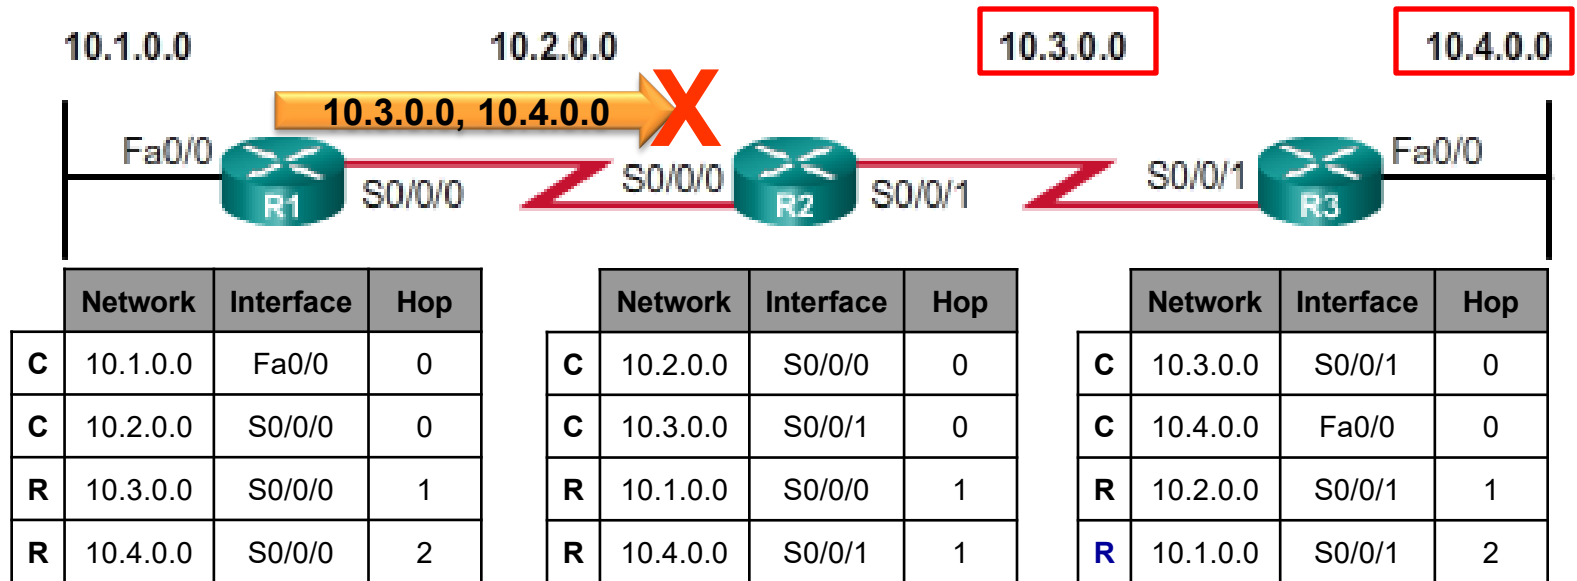 10.1.0.0 10.2.0.0 10.3.0.0 10.4.0.0
10.3.0.0, 10.4.0.0 X
Fa0/0 S0/0/0 S0/0/0 S0/0/1 S0/0/1 Fa0/0
R1 R2 R3
Network Interface Hop Network Interface Hop Network Interface Hop
C 10.1.0.0 Fa0/0 0 C 10.2.0.0 S0/0/0 0 C 10.3.0.0 S0/0/1 0
C 10.2.0.0 S0/0/0 0 C 10.3.0.0 S0/0/1 0 C 10.4.0.0 Fa0/0 0
R 10.3.0.0 S0/0/0 1 R 10.1.0.0 S0/0/0 1 R 10.2.0.0 S0/0/1 1
R 10.4.0.0 S0/0/0 2 R 10.4.0.0 S0/0/1 1 R 10.1.0.0 S0/0/1 2